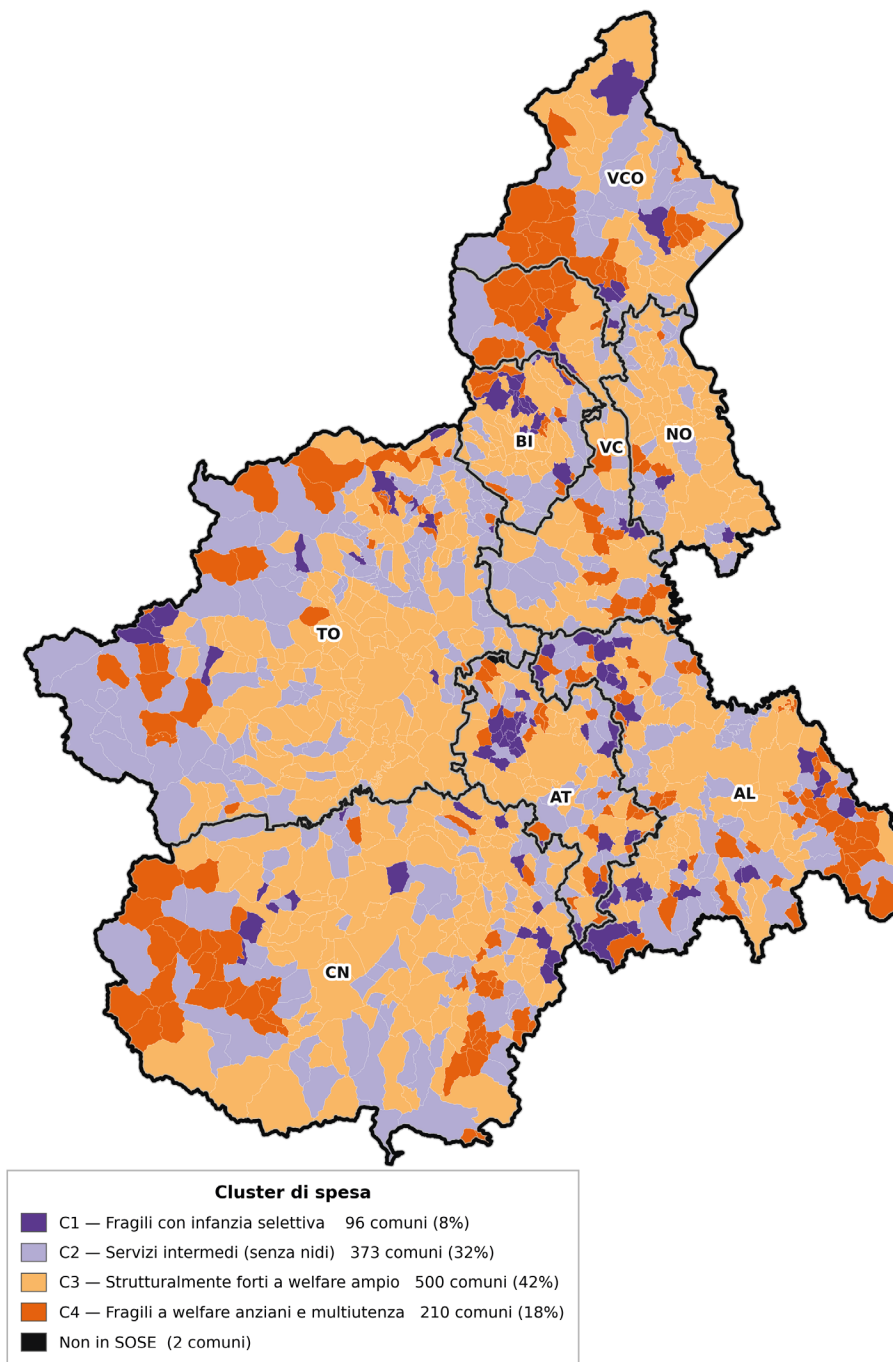 VCO
BI
VC
NO
TO
AT
AL
CN
Cluster di spesa
C1 — Fragili con infanzia selettiva    96 comuni (8%)
C2 — Servizi intermedi (senza nidi)   373 comuni (32%)
C3 — Strutturalmente forti a welfare ampio   500 comuni (42%)
C4 — Fragili a welfare anziani e multiutenza   210 comuni (18%)
Non in SOSE  (2 comuni)